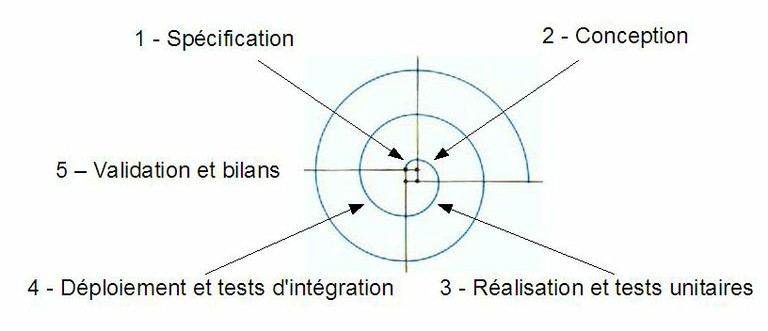 1 - Spécification
2 - Conception
5 – Validation et bilans
4 - Déploiement et tests d'intégration
3 - Réalisation et tests unitaires